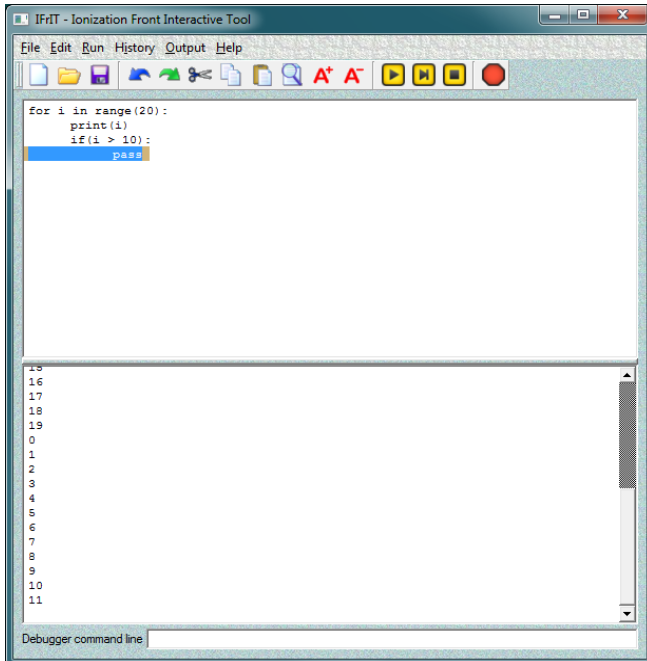 IFrIT - Ionization Front Interactive Tool
File Edit Run History Output Help
A+ A-
for i in range(20):
print(i)
if(i > 10):
pass
15
16
17
18
19
0
1
2
3
4
5
6
7
8
9
10
11
Debugger command line